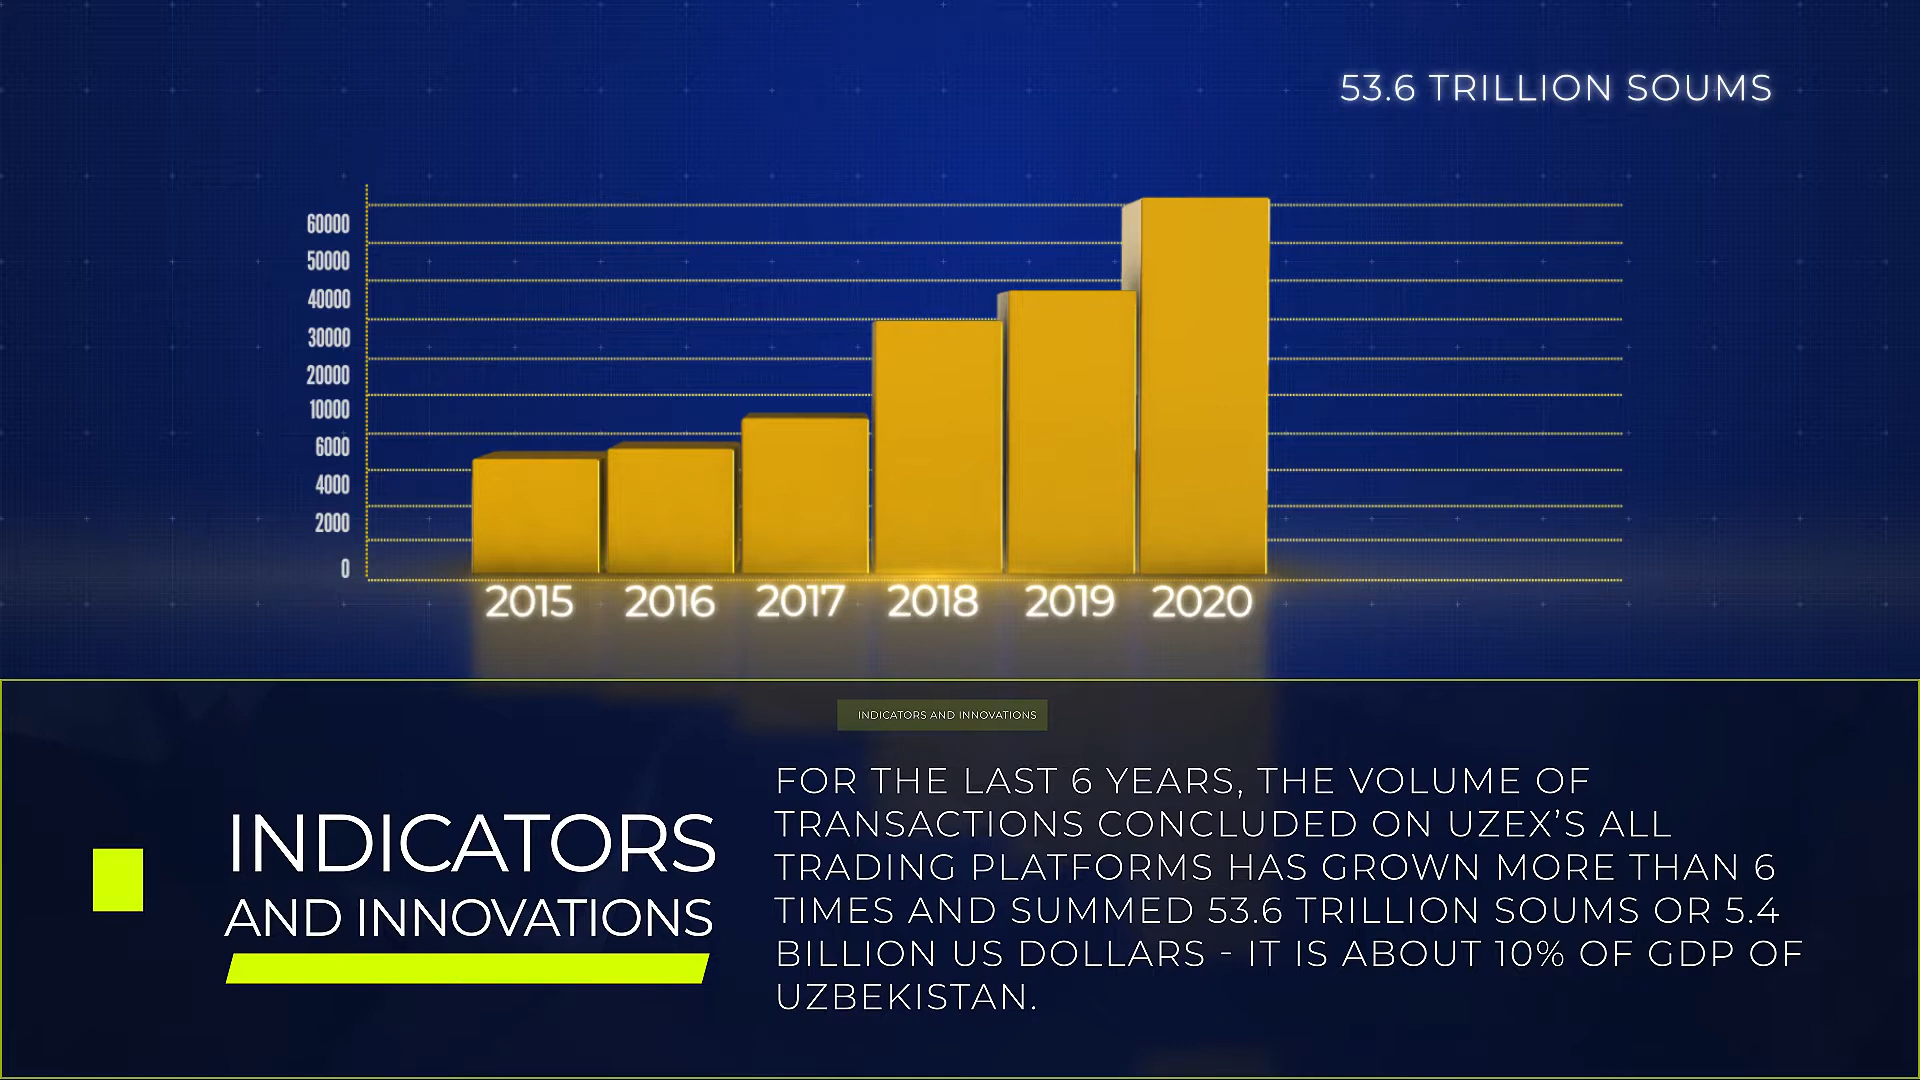 53.6 TRILLION SOUMS
60000
50000
40000
30000
20000
10000
6000
4000
2000
0
2015 2016 2017 2018 2019 2020
INDICATORS AND INNOVATIONS
INDICATORS
AND INNOVATIONS
FOR THE LAST 6 YEARS, THE VOLUME OF
TRANSACTIONS CONCLUDED ON UZEX’S ALL
TRADING PLATFORMS HAS GROWN MORE THAN 6
TIMES AND SUMMED 53.6 TRILLION SOUMS OR 5.4
BILLION US DOLLARS - IT IS ABOUT 10% OF GDP OF
UZBEKISTAN.